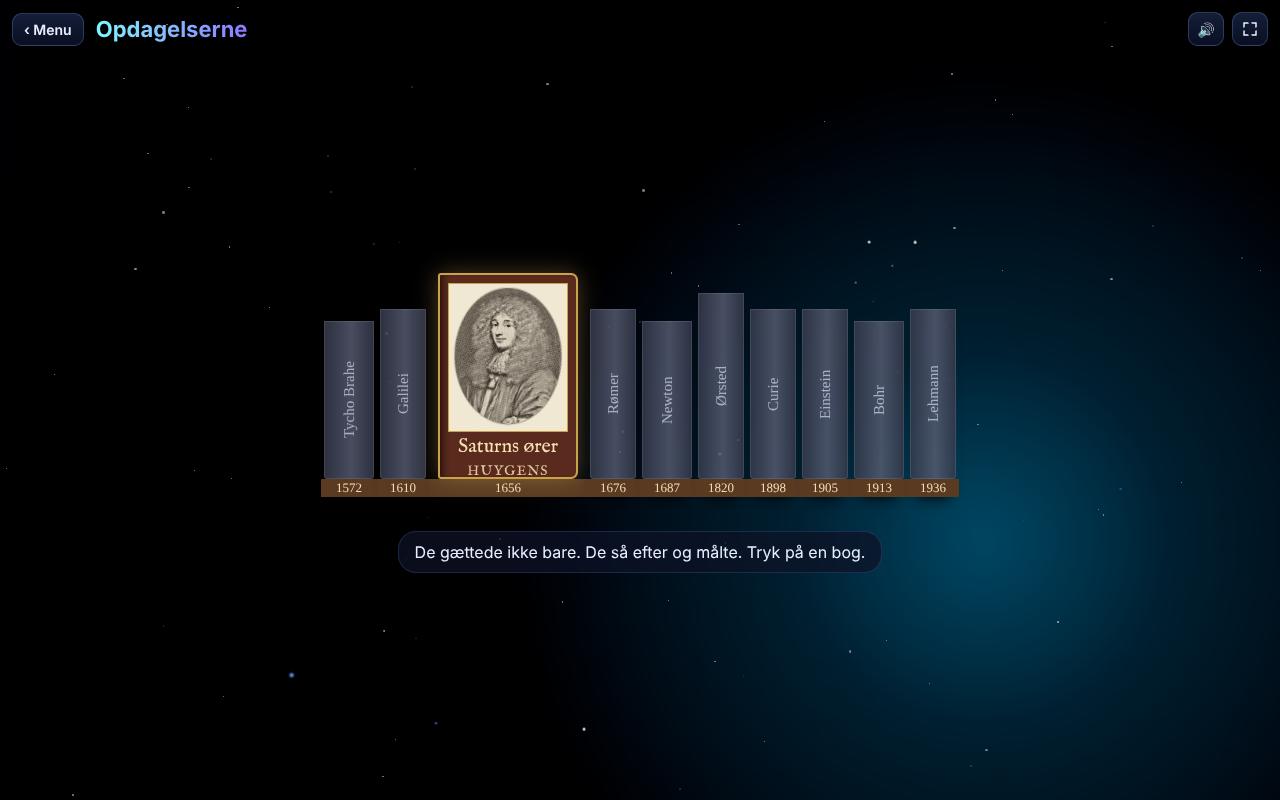 ‹ Menu
Opdagelserne
Tycho Brahe
Galilei
Saturns ører
HUYGENS
Rømer
Newton
Ørsted
Curie
Einstein
Bohr
Lehmann
1572
1610
1656
1676
1687
1820
1898
1905
1913
1936
De gættede ikke bare. De så efter og målte. Tryk på en bog.